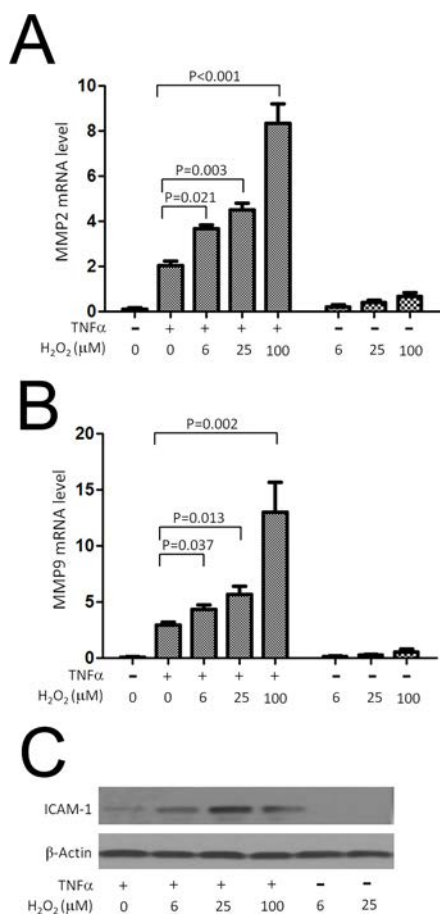 A
P<0.001
P=0.003
P=0.021
MMP2 mRNA level
10
8
6
4
2
0
TNFα - + + + + - - -
H₂O₂ (μM) 0 0 6 25 100 6 25 100
B
P=0.002
P=0.013
P=0.037
MMP9 mRNA level
20
15
10
5
0
TNFα - + + + + - - -
H₂O₂ (μM) 0 0 6 25 100 6 25 100
C
ICAM-1
β-Actin
TNFα + + + + - -
H₂O₂ (μM) 0 6 25 100 6 25